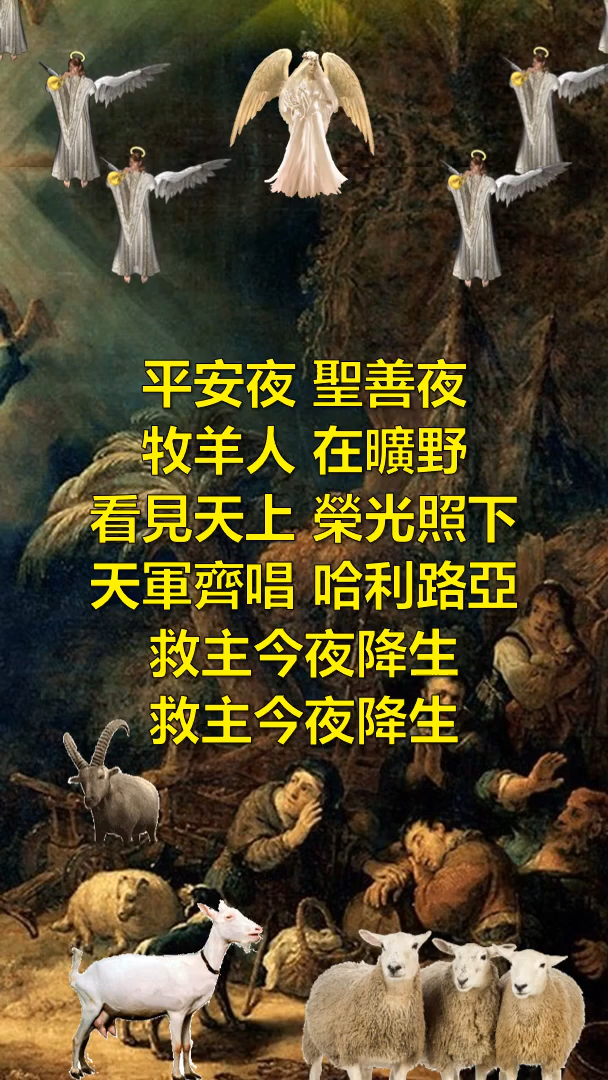 平安夜 聖善夜
牧羊人 在曠野
看見天上 榮光照下
天軍齊唱 哈利路亞
救主今夜降生
救主今夜降生